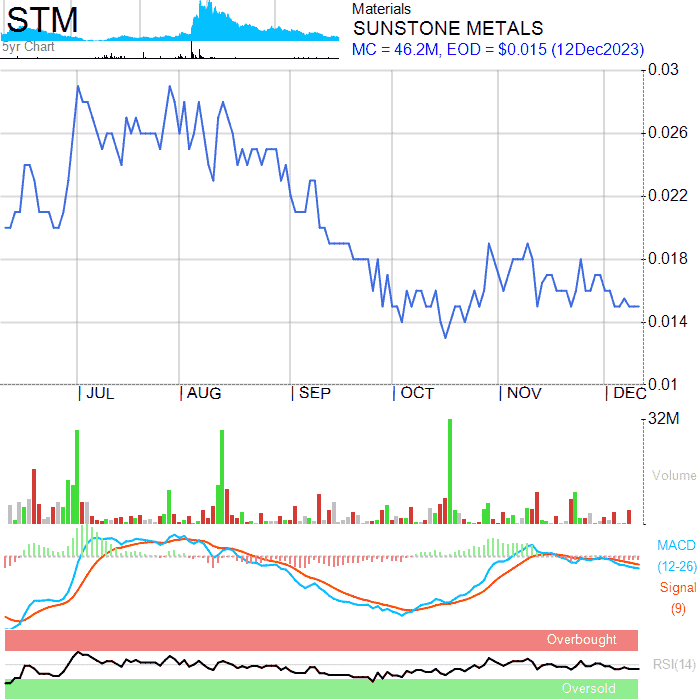 STM
5yr Chart
Materials
SUNSTONE METALS
MC = 46.2M, EOD = $0.015 (12Dec2023)
0.03
0.026
0.022
0.018
0.014
0.01
JUL AUG SEP OCT NOV DEC
32M
Volume
MACD
(12-26)
Signal
(9)
Overbought
RSI(14)
Oversold